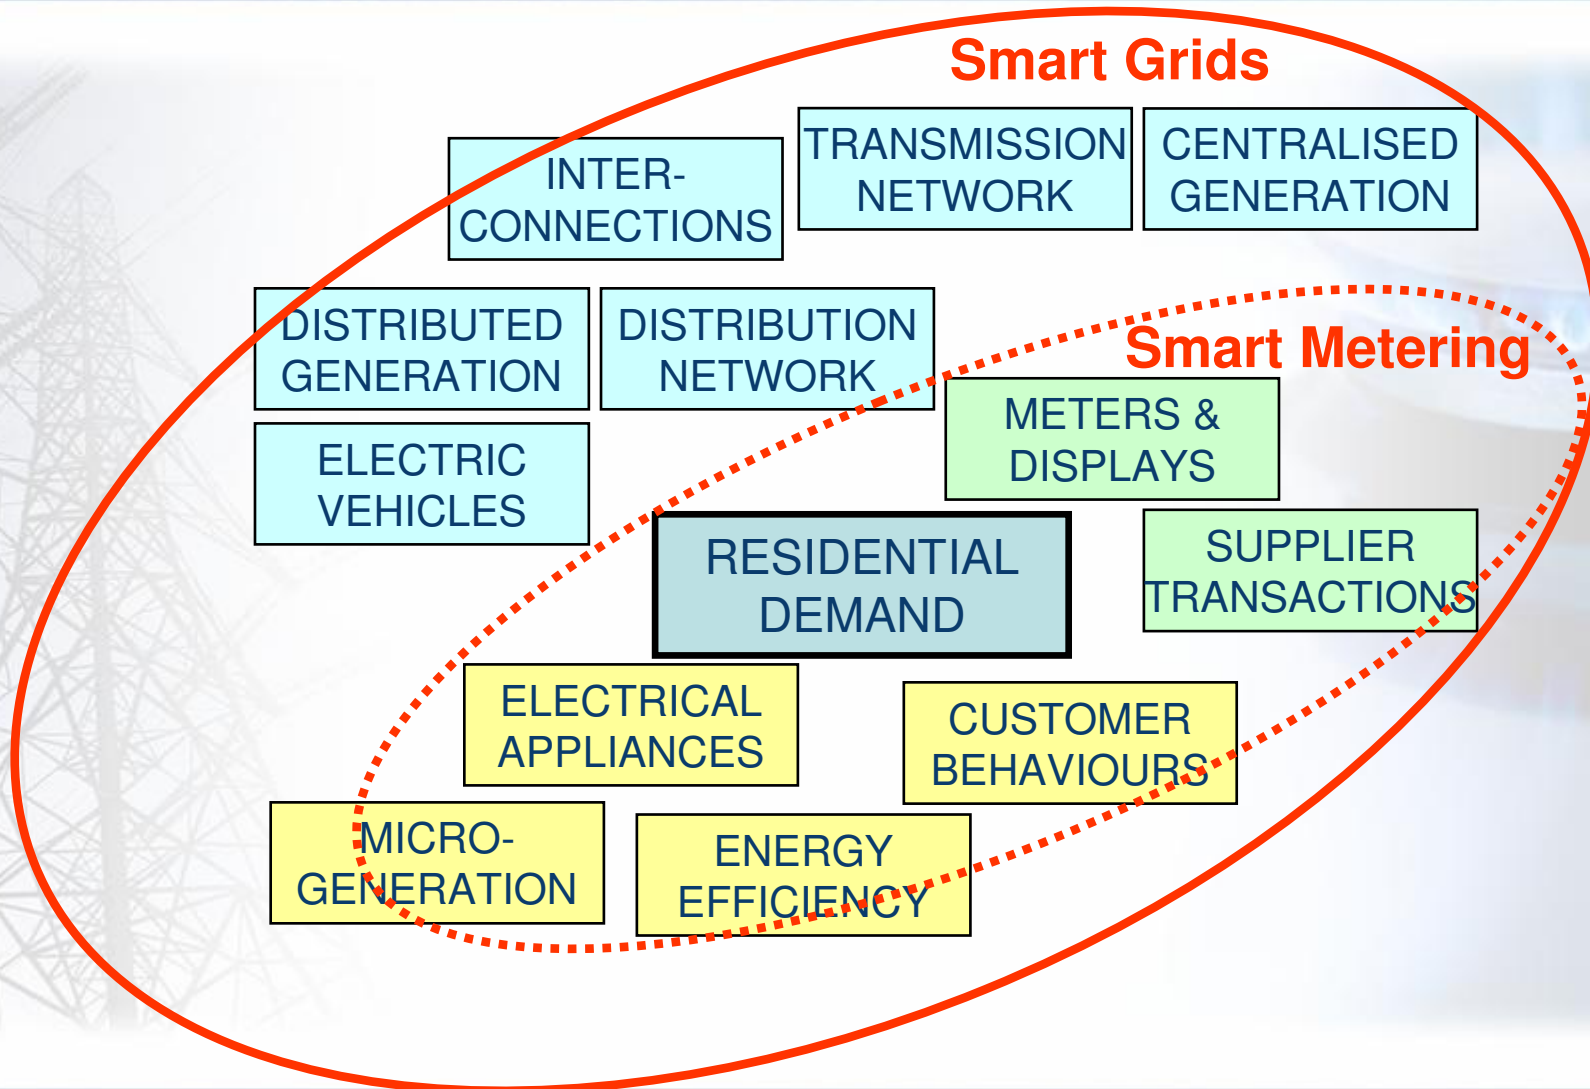 Smart Grids
INTER-
CONNECTIONS
TRANSMISSION
NETWORK
CENTRALISED
GENERATION
DISTRIBUTED
GENERATION
DISTRIBUTION
NETWORK
Smart Metering
ELECTRIC
VEHICLES
METERS &
DISPLAYS
RESIDENTIAL
DEMAND
SUPPLIER
TRANSACTIONS
ELECTRICAL
APPLIANCES
CUSTOMER
BEHAVIOURS
MICRO-
GENERATION
ENERGY
EFFICIENCY